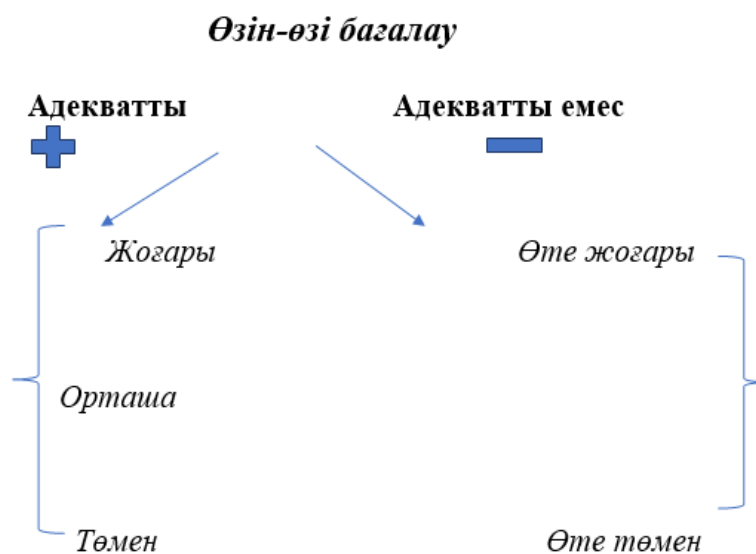 Өзін-өзі бағалау
Адекватты
Адекватты емес
Жоғары
Өте жоғары
Орташа
Төмен
Өте төмен